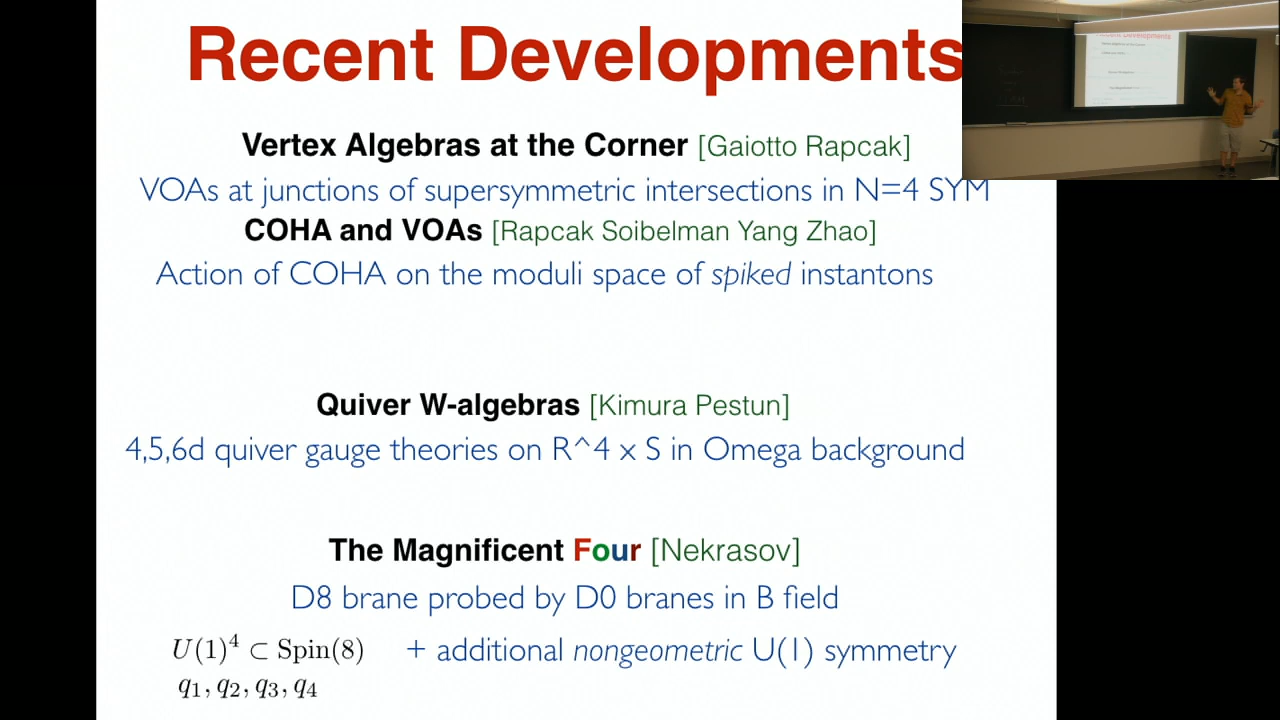 Recent Developments
Vertex Algebras at the Corner [Gaiotto Rapcak]
VOAs at junctions of supersymmetric intersections in N=4 SYM
COHA and VOAs [Rapcak Soibelman Yang Zhao]
Action of COHA on the moduli space of spiked instantons
Quiver W-algebras [Kimura Pestun]
4,5,6d quiver gauge theories on R^4 x S in Omega background
The Magnificent Four [Nekrasov]
D8 brane probed by D0 branes in B field
U(1)⁴ ⊂ Spin(8) + additional nongeometric U(1) symmetry
q₁, q₂, q₃, q₄